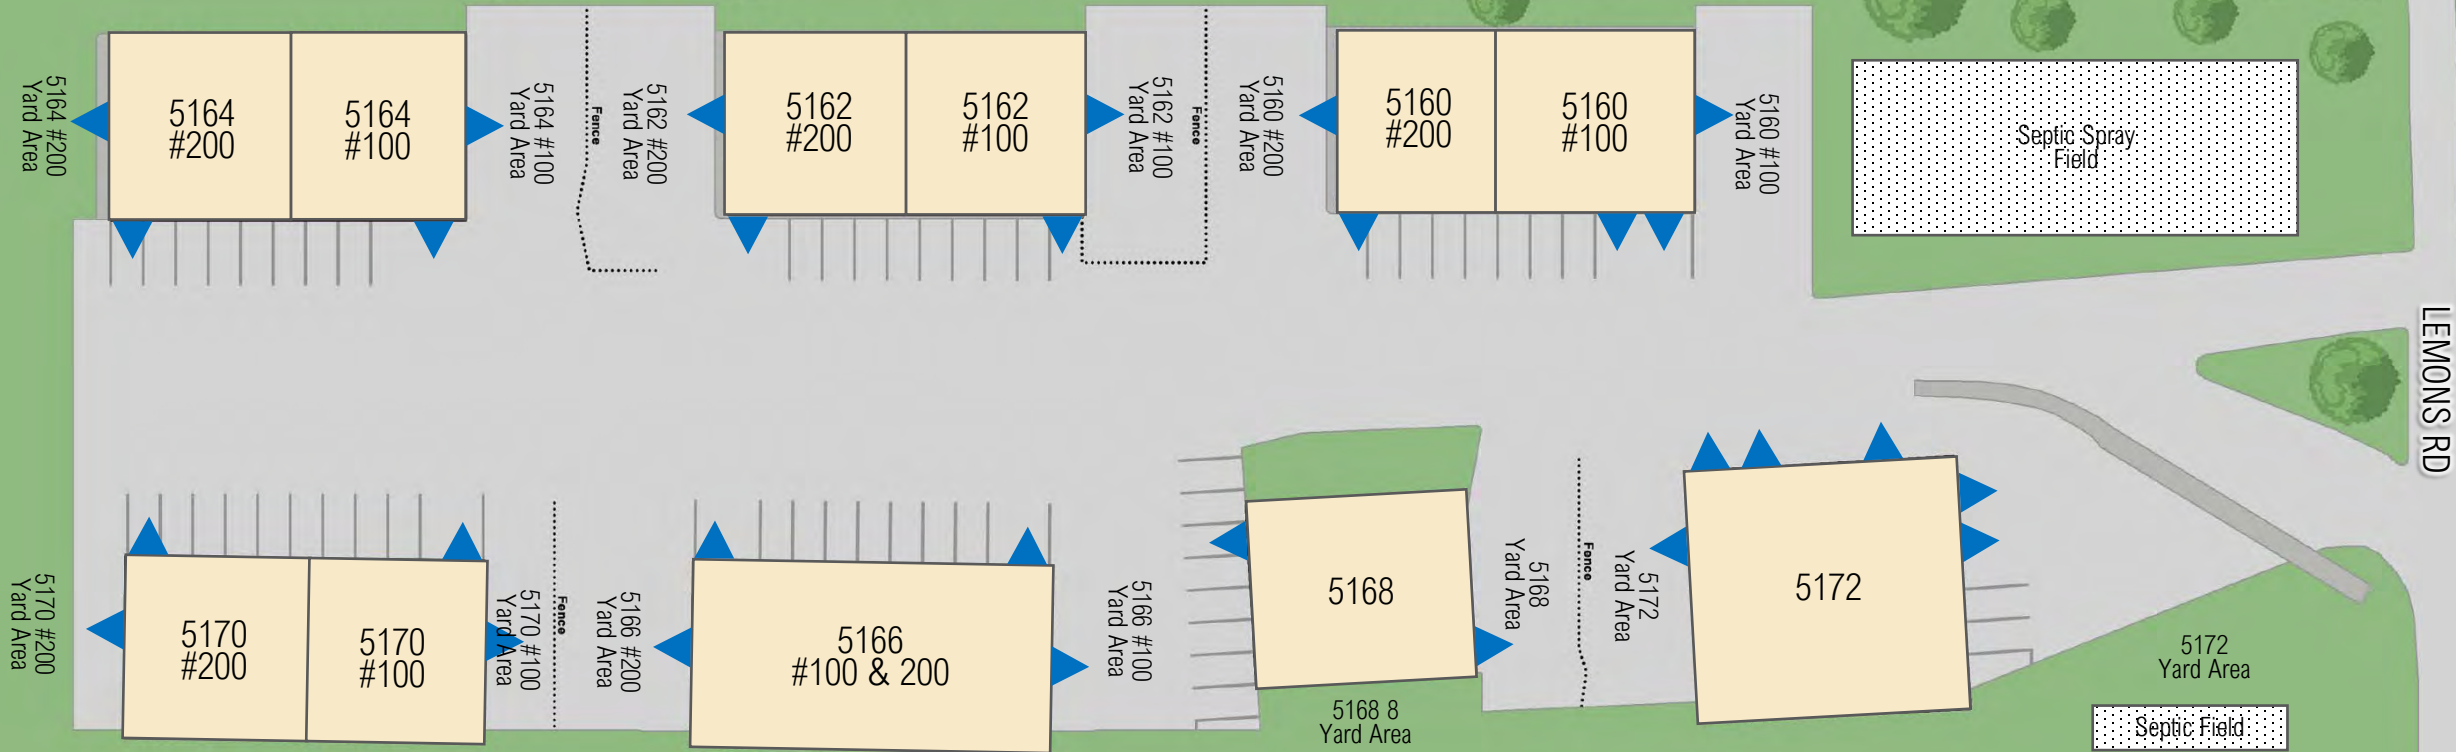 5164 #200
Yard Area
5164
#200
5164
#100
5164 #100
Yard Area
Fence
5162 #200
Yard Area
5162
#200
5162
#100
5162 #100
Yard Area
Fence
5160 #200
Yard Area
5160
#200
5160
#100
5160 #100
Yard Area
Septic Spray
Field
LEMONS RD
5170 #200
Yard Area
5170
#200
5170
#100
5170 #100
Yard Area
Fence
5166 #200
Yard Area
5166
#100 & 200
5166 #100
Yard Area
5168
5168
Yard Area
Fence
5172
Yard Area
5172
5168 8
Yard Area
5172
Yard Area
Septic Field